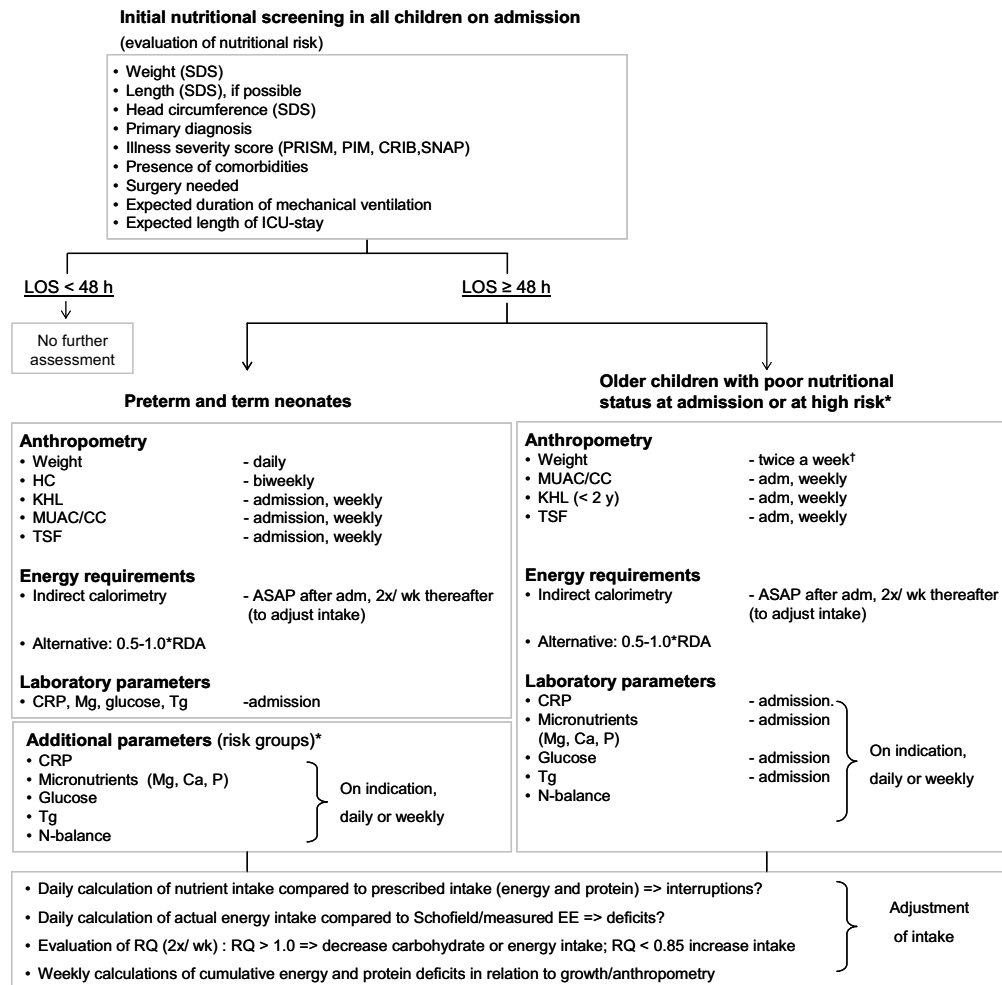 Initial nutritional screening in all children on admission
(evaluation of nutritional risk)
• Weight (SDS)
• Length (SDS), if possible
• Head circumference (SDS)
• Primary diagnosis
• Illness severity score (PRISM, PIM, CRIB,SNAP)
• Presence of comorbidities
• Surgery needed
• Expected duration of mechanical ventilation
• Expected length of ICU-stay
LOS < 48 h
LOS ≥ 48 h
No further
assessment
Preterm and term neonates
Anthropometry
• Weight - daily
• HC - biweekly
• KHL - admission, weekly
• MUAC/CC - admission, weekly
• TSF - admission, weekly
Energy requirements
• Indirect calorimetry - ASAP after adm, 2x/ wk thereafter
(to adjust intake)
• Alternative: 0.5-1.0*RDA
Laboratory parameters
• CRP, Mg, glucose, Tg -admission
Additional parameters (risk groups)*
• CRP
• Micronutrients (Mg, Ca, P)
• Glucose
• Tg
• N-balance
On indication,
daily or weekly
Older children with poor nutritional
status at admission or at high risk*
Anthropometry
• Weight - twice a week†
• MUAC/CC - adm, weekly
• KHL (< 2 y) - adm, weekly
• TSF - adm, weekly
Energy requirements
• Indirect calorimetry - ASAP after adm, 2x/ wk thereafter
(to adjust intake)
• Alternative: 0.5-1.0*RDA
Laboratory parameters
• CRP - admission.
• Micronutrients - admission
(Mg, Ca, P)
• Glucose - admission
• Tg - admission
• N-balance
On indication,
daily or weekly
• Daily calculation of nutrient intake compared to prescribed intake (energy and protein) => interruptions?
• Daily calculation of actual energy intake compared to Schofield/measured EE => deficits?
• Evaluation of RQ (2x/ wk) : RQ > 1.0 => decrease carbohydrate or energy intake; RQ < 0.85 increase intake
• Weekly calculations of cumulative energy and protein deficits in relation to growth/anthropometry
Adjustment
of intake